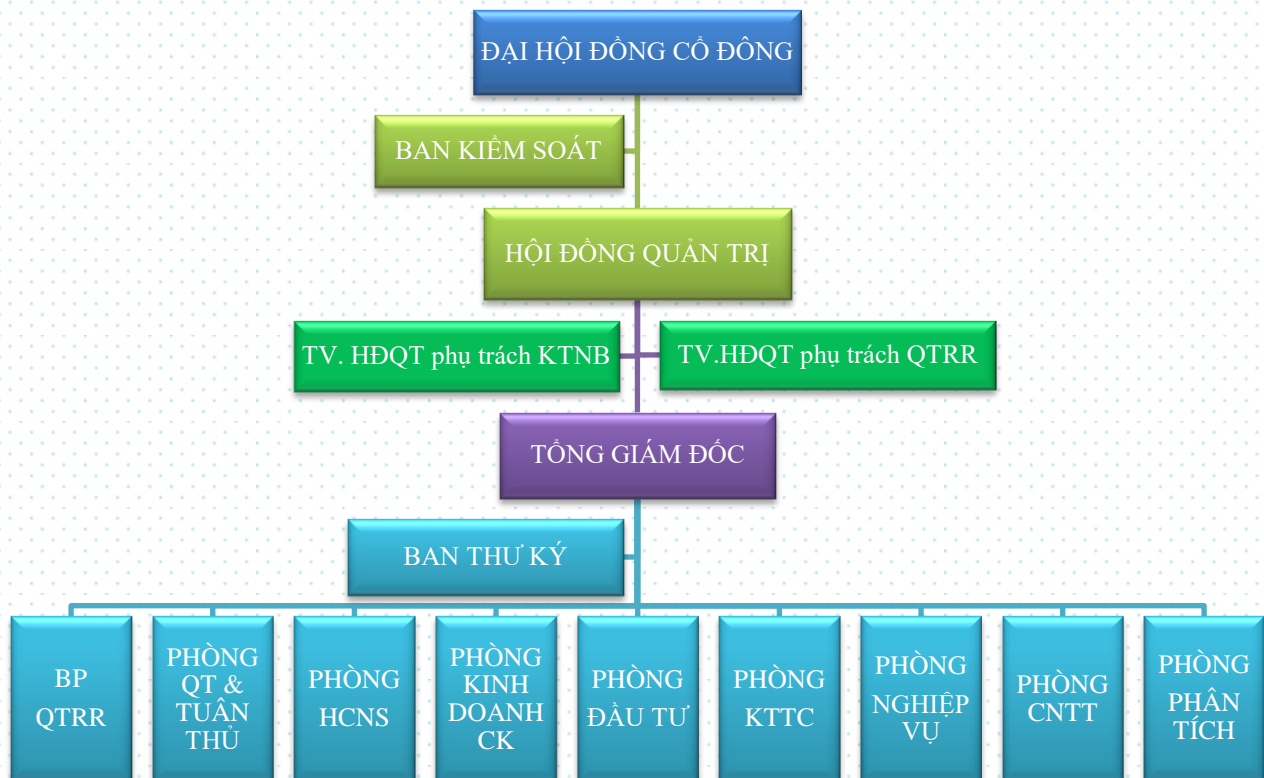 ĐẠI HỘI ĐỒNG CỔ ĐÔNG
BAN KIỂM SOÁT
HỘI ĐỒNG QUẢN TRỊ
TV. HĐQT phụ trách KTNB
TV.HĐQT phụ trách QTRR
TỔNG GIÁM ĐỐC
BAN THƯ KÝ
BP
QTRR
PHÒNG
QT &
TUÂN
THỦ
PHÒNG
HCNS
PHÒNG
KINH
DOANH
CK
PHÒNG
ĐẦU TƯ
PHÒNG
KTTC
PHÒNG
NGHIỆP
VỤ
PHÒNG
CNTT
PHÒNG
PHÂN
TÍCH